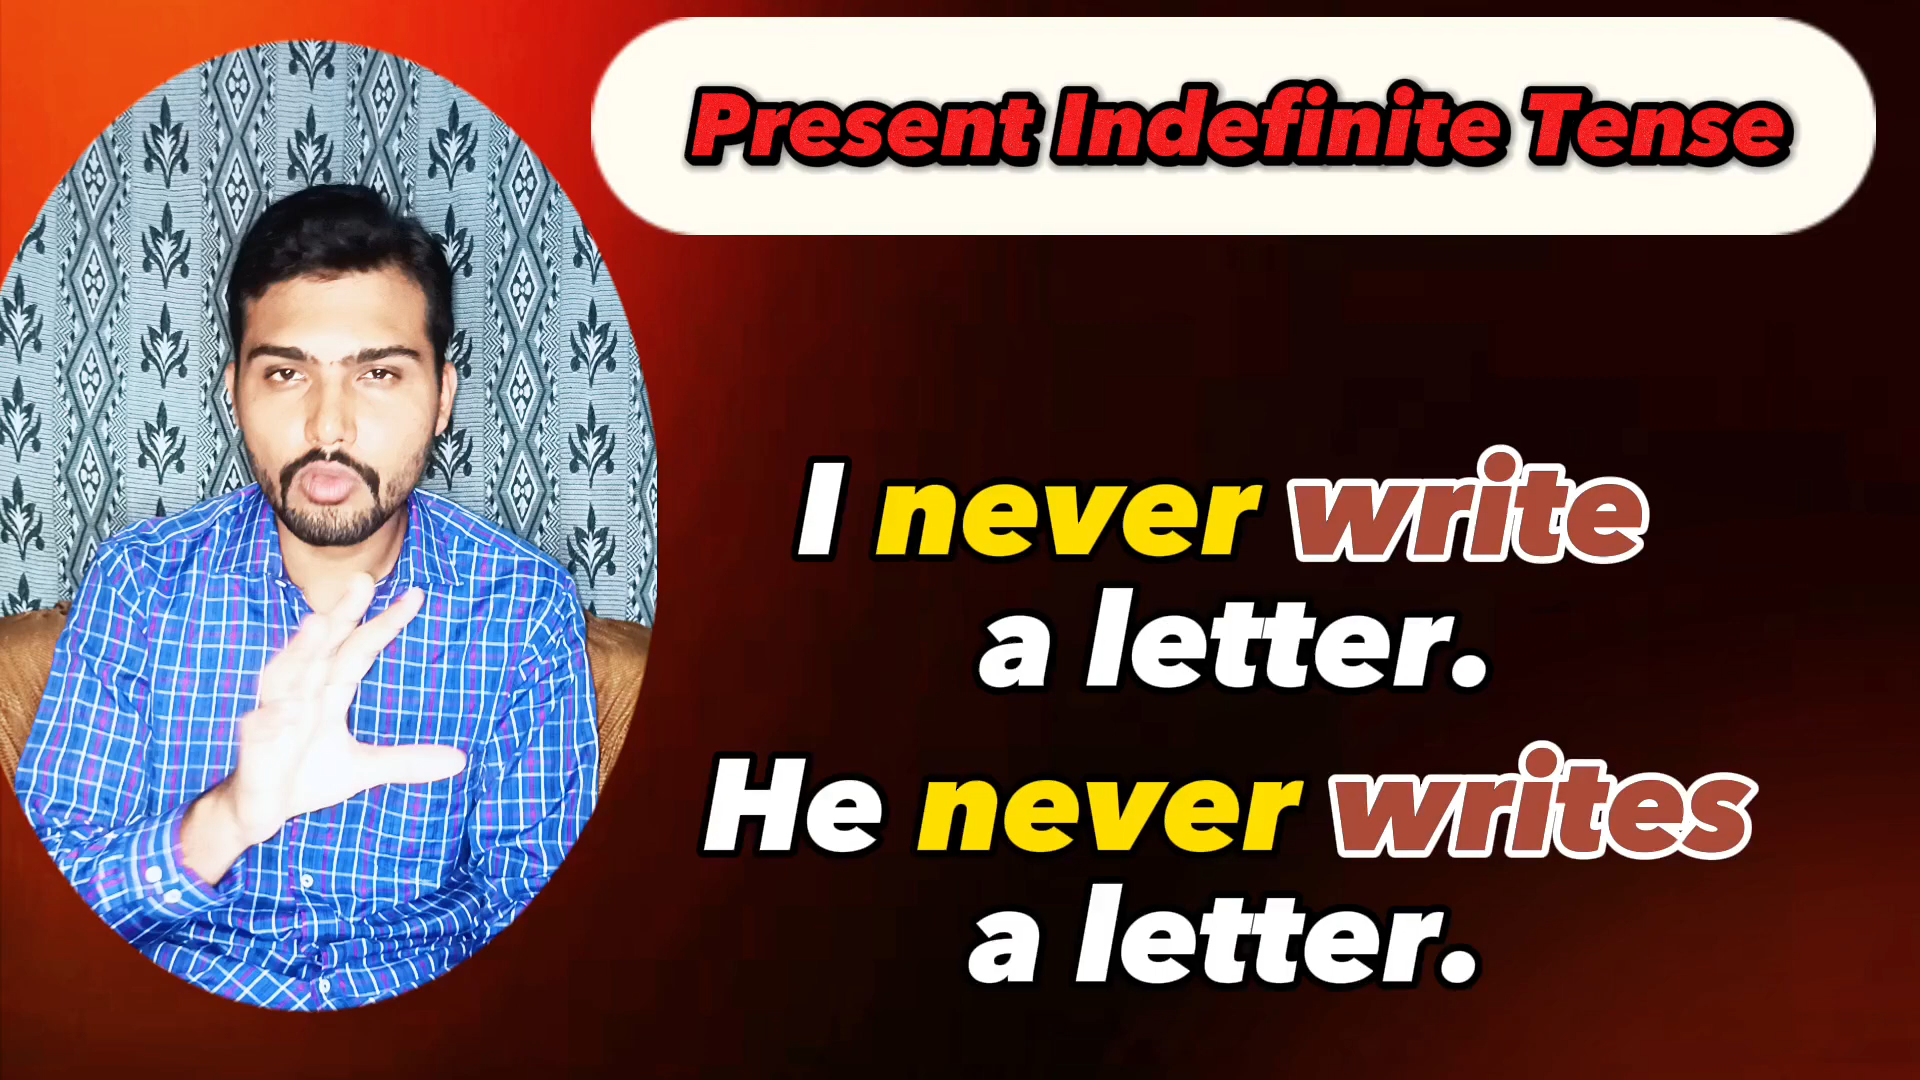 Present Indefinite Tense
I never write
a letter.
He never writes
a letter.